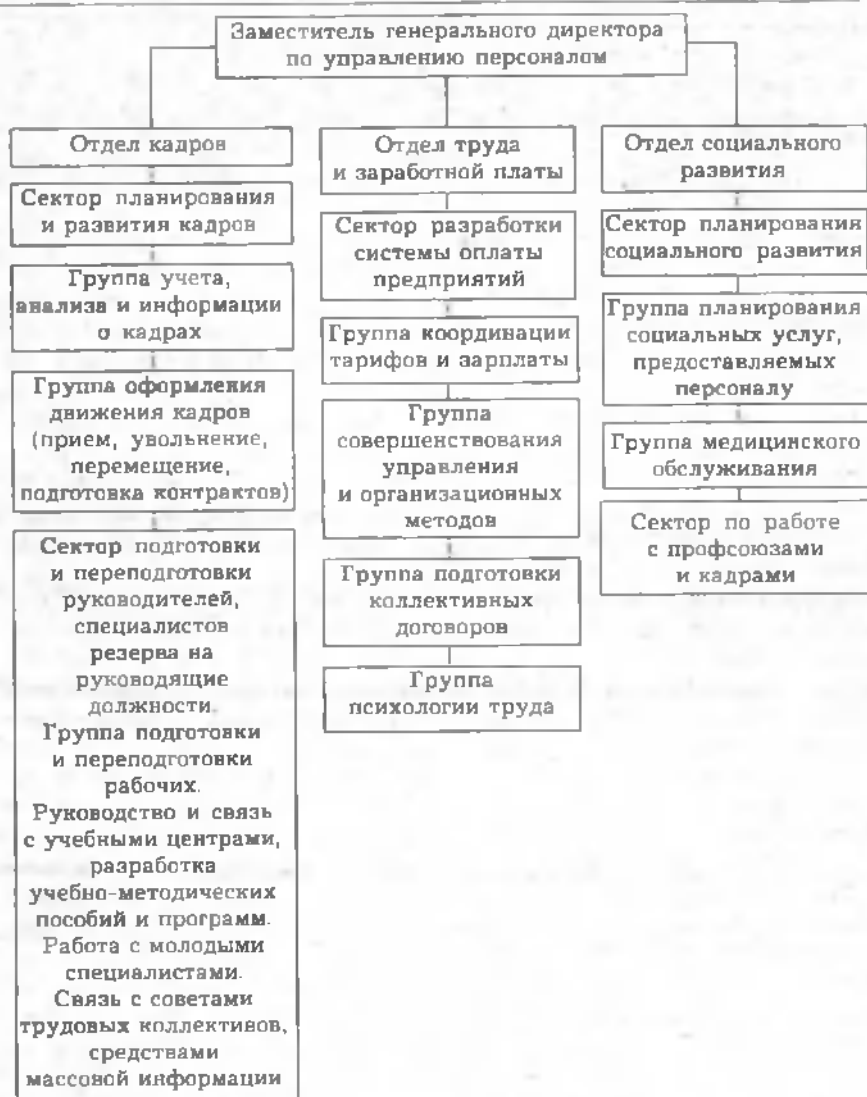 Заместитель генерального директора
по управлению персоналом
Отдел кадров
Сектор планирования
и развития кадров
Группа учета,
анализа и информации
о кадрах
Группа оформления
движения кадров
(прием, увольнение,
перемещение,
подготовка контрактов)
Сектор подготовки
и переподготовки
руководителей,
специалистов
резерва на
руководящие
должности.
Группа подготовки
и переподготовки
рабочих.
Руководство и связь
с учебными центрами,
разработка
учебно-методических
пособий и программ.
Работа с молодыми
специалистами.
Связь с советами
трудовых коллективов,
средствами
массовой информации
Отдел труда
и заработной платы
Сектор разработки
системы оплаты
предприятий
Группа координации
тарифов и зарплаты
Группа
совершенствования
управления
и организационных
методов
Группа подготовки
коллективных
договоров
Группа
психологии труда
Отдел социального
развития
Сектор планирования
социального развития
Группа планирования
социальных услуг,
предоставляемых
персоналу
Группа медицинского
обслуживания
Сектор по работе
с профсоюзами
и кадрами